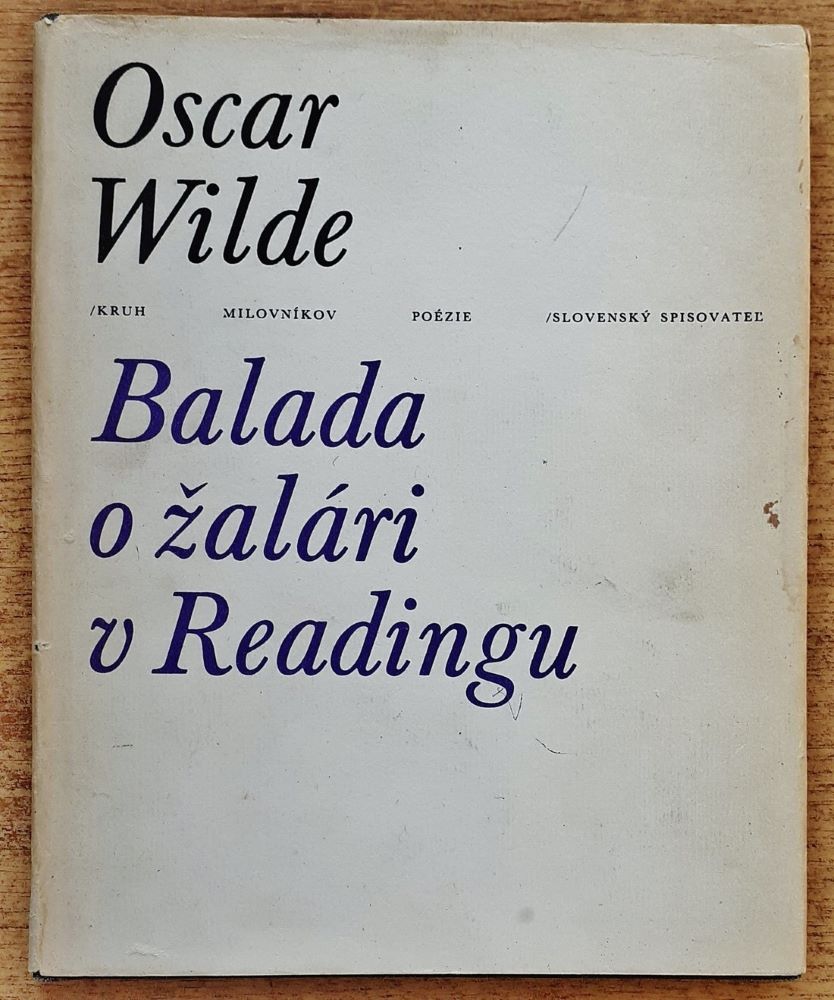 Oscar
Wilde
/KRUH MILOVNÍKOV POÉZIE /SLOVENSKÝ SPISOVATEĽ
Balada
o žalári
v Readingu